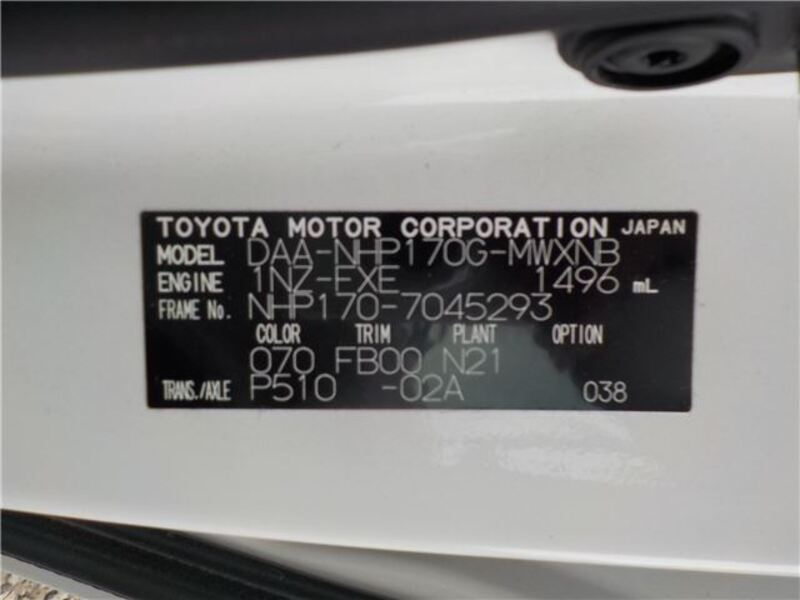 TOYOTA MOTOR CORPORATION JAPAN
MODEL DAA-NHP170G-MWXNB
ENGINE 1NZ-FXE 1496 mL
FRAME No. NHP170-7045293
COLOR TRIM PLANT OPTION
070 FB00 N21
TRANS./AXLE P510 -02A 038